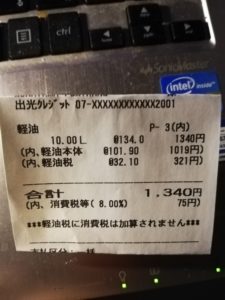 ctrl
SonicMaster
intel
inside™
出光クレジット 07-XXXXXXXXXXXX2001
軽油 P- 3(内)
10.00L @134.0 1340円
(内、軽油本体 @101.90 1019円)
(内、軽油税 @32.10 321円)
合計 1,340円
(内、消費税等( 8.00%) 75円)
***軽油税に消費税は加算されません***